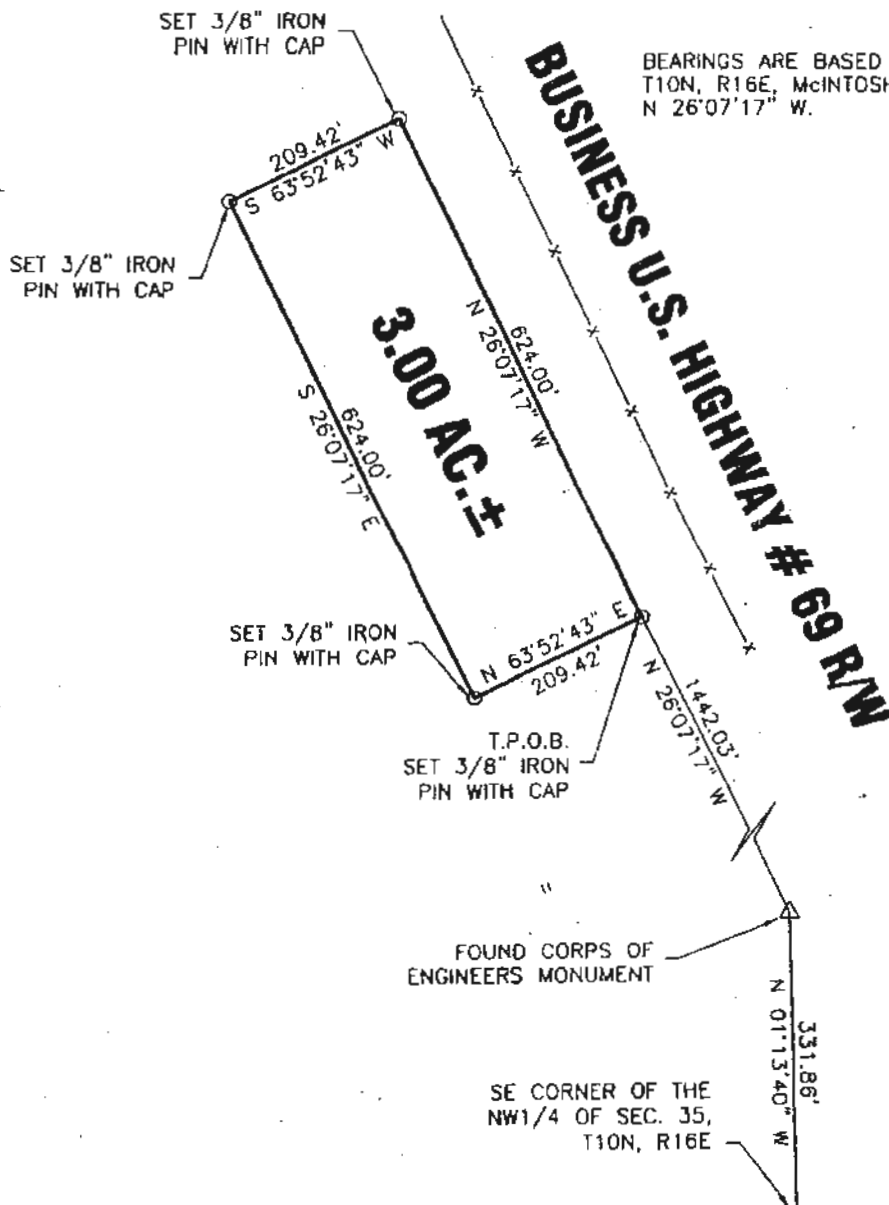 SET 3/8" IRON
PIN WITH CAP
BEARINGS ARE BASED
T10N, R16E, McINTOSH
N 26°07'17" W.
BUSINESS U.S. HIGHWAY # 69 R/W
209.42'
S 63°52'43" W
SET 3/8" IRON
PIN WITH CAP
3.00 AC.±
624.00'
N 26°07'17" W
624.00'
S 26°07'17" E
SET 3/8" IRON
PIN WITH CAP
N 63°52'43" E
209.42'
T.P.O.B.
SET 3/8" IRON
PIN WITH CAP
1442.03'
N 26°07'17" W
FOUND CORPS OF
ENGINEERS MONUMENT
331.86'
N 01°13'40" W
SE CORNER OF THE
NW1/4 OF SEC. 35,
T10N, R16E